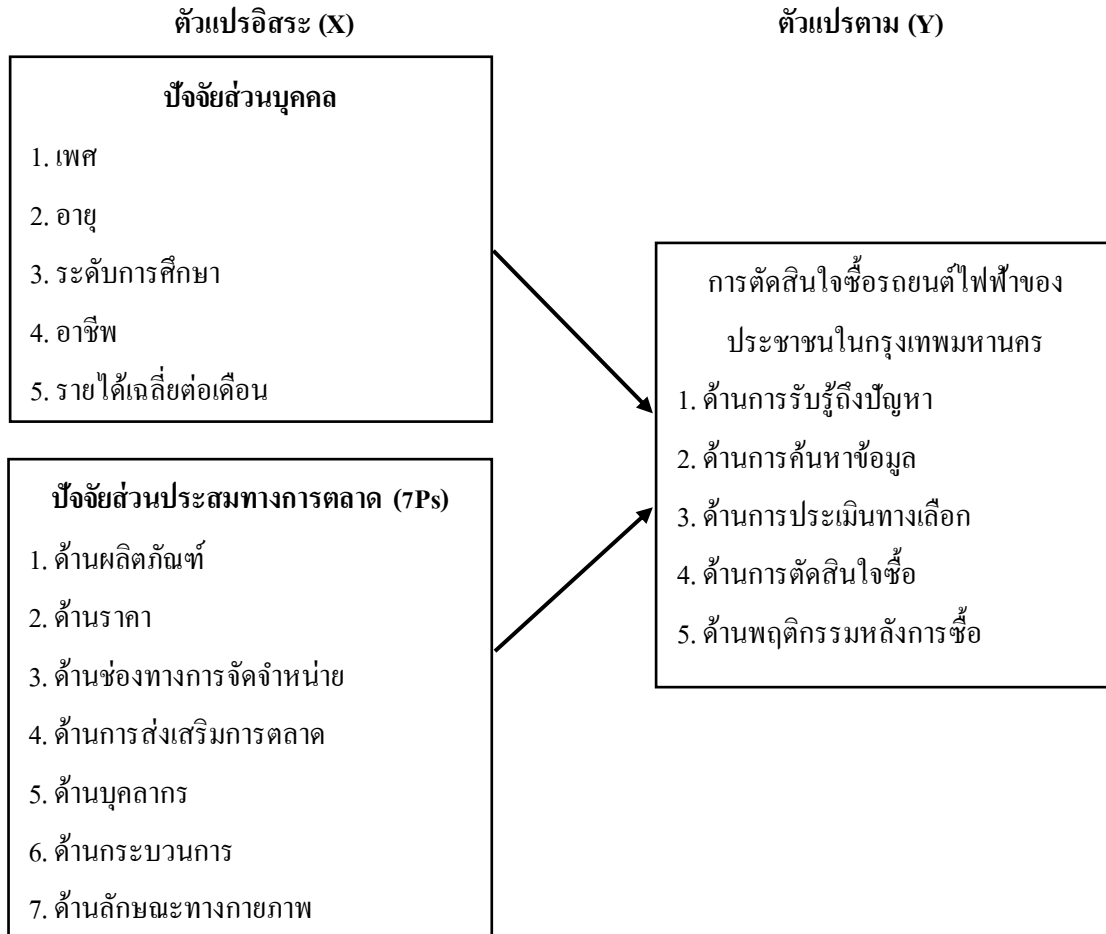 ตัวแปรอิสระ (X)
ตัวแปรตาม (Y)
ปัจจัยส่วนบุคคล
1. เพศ
2. อายุ
3. ระดับการศึกษา
4. อาชีพ
5. รายได้เฉลี่ยต่อเดือน
ปัจจัยส่วนประสมทางการตลาด (7Ps)
1. ด้านผลิตภัณฑ์
2. ด้านราคา
3. ด้านช่องทางการจัดจำหน่าย
4. ด้านการส่งเสริมการตลาด
5. ด้านบุคลากร
6. ด้านกระบวนการ
7. ด้านลักษณะทางกายภาพ
การตัดสินใจซื้อรถยนต์ไฟฟ้าของ
ประชาชนในกรุงเทพมหานคร
1. ด้านการรับรู้ถึงปัญหา
2. ด้านการค้นหาข้อมูล
3. ด้านการประเมินทางเลือก
4. ด้านการตัดสินใจซื้อ
5. ด้านพฤติกรรมหลังการซื้อ